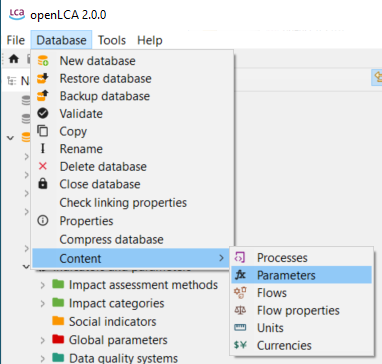 LCA openLCA 2.0.0
File Database Tools Help
N
New database
Restore database
Backup database
Validate
Copy
Rename
Delete database
Close database
Check linking properties
Properties
Compress database
Content
Processes
Parameters
Flows
Flow properties
Units
Currencies
Impact assessment methods
Impact categories
Social indicators
Global parameters
Data quality systems